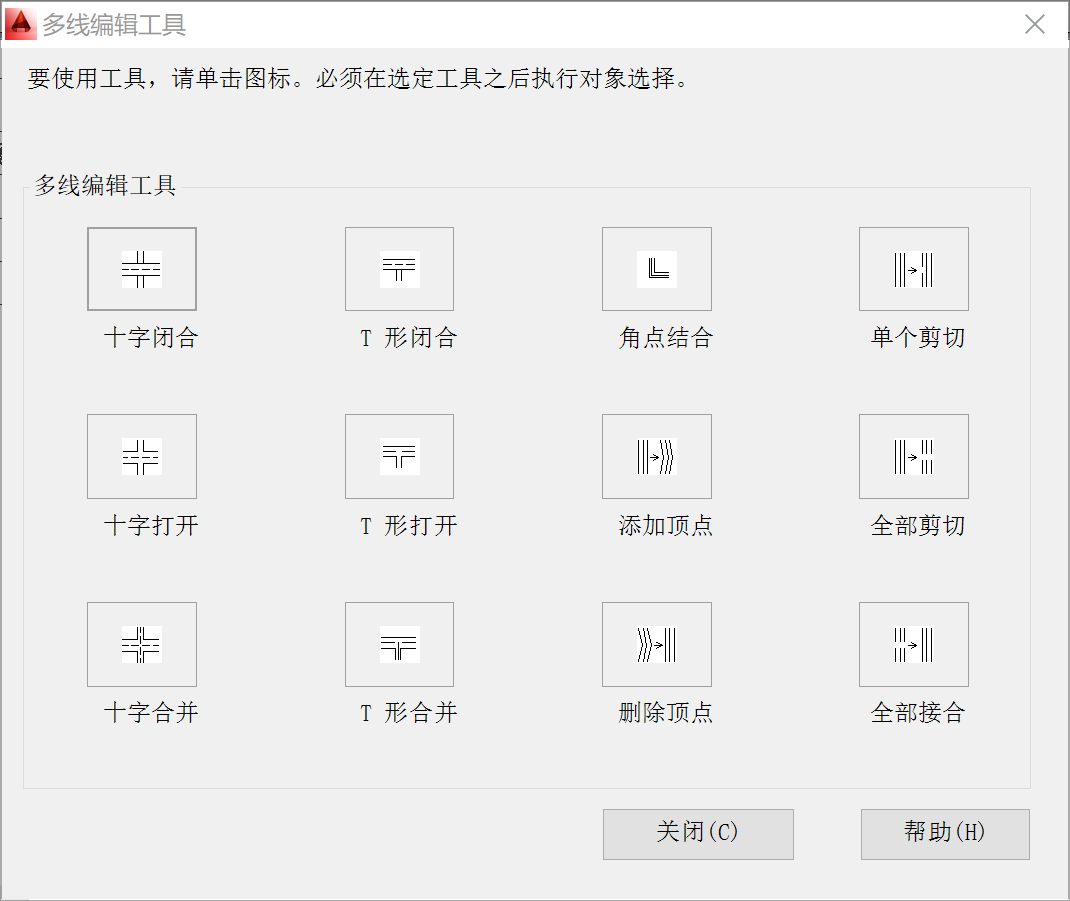 多线编辑工具
要使用工具，请单击图标。必须在选定工具之后执行对象选择。
多线编辑工具
十字闭合 T 形闭合 角点结合 单个剪切
十字打开 T 形打开 添加顶点 全部剪切
十字合并 T 形合并 删除顶点 全部接合
关闭(C) 帮助(H)